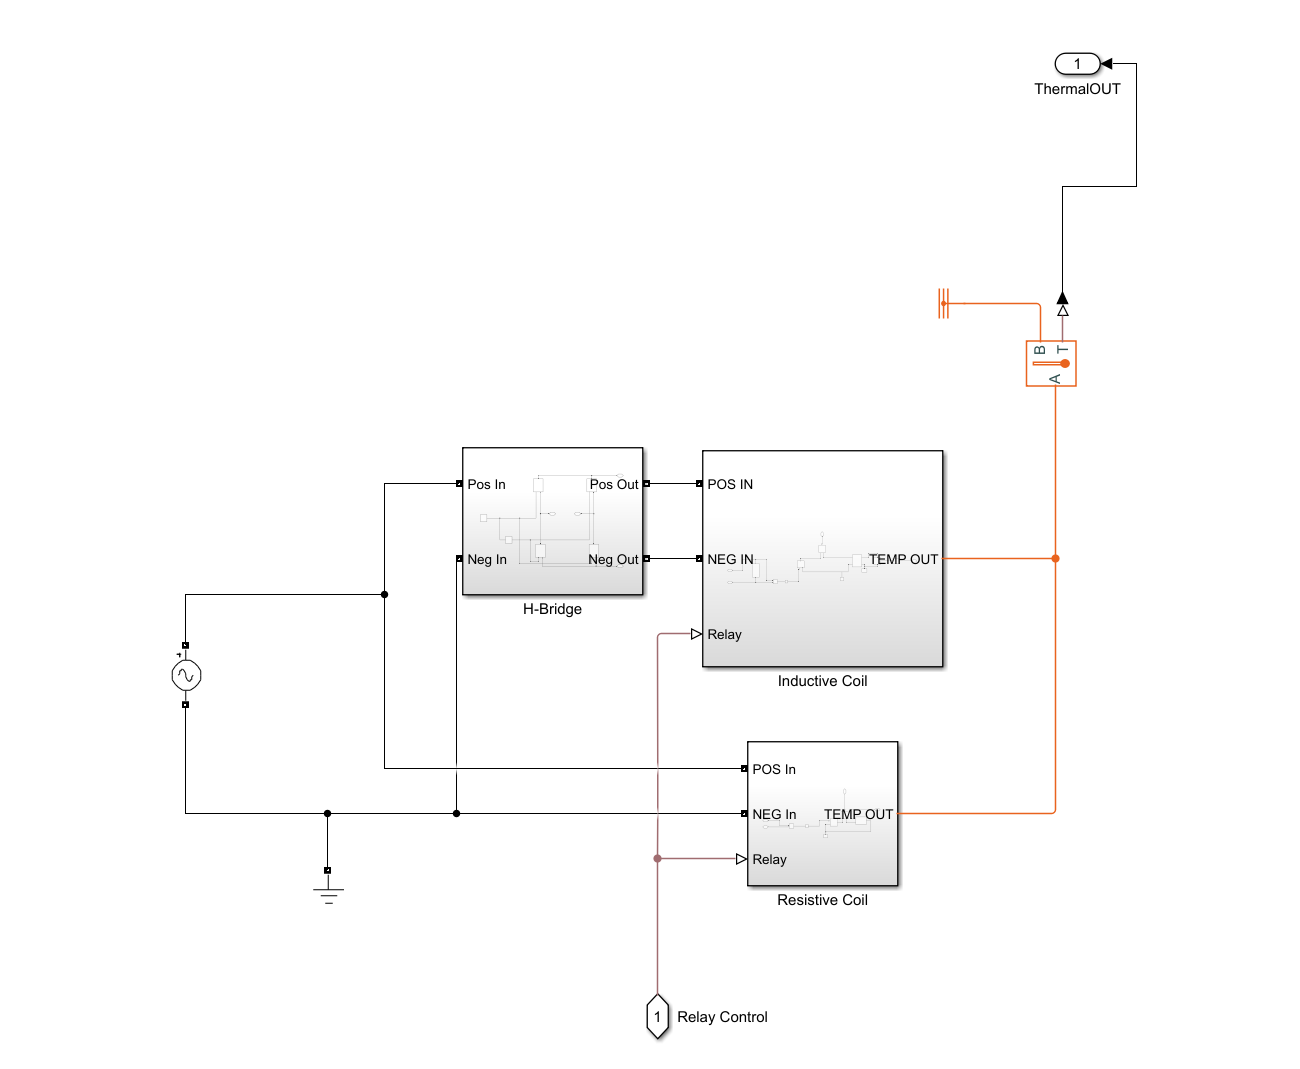 1
ThermalOUT
B
T
A
Pos In
Pos Out
POS IN
Neg In
Neg Out
NEG IN
TEMP OUT
H-Bridge
Relay
Inductive Coil
+
POS In
NEG In
TEMP OUT
Relay
Resistive Coil
1
Relay Control